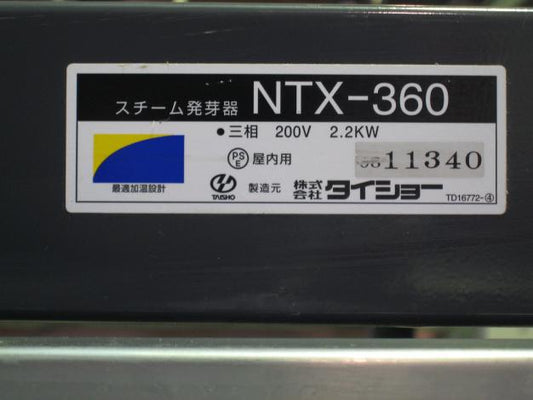 スチーム発芽器 NTX-360
●三相 200V 2.2KW
PS E 屋内用
11340
最適加温設計
TAISHO 製造元 株式会社 タイショー
TD16772-④